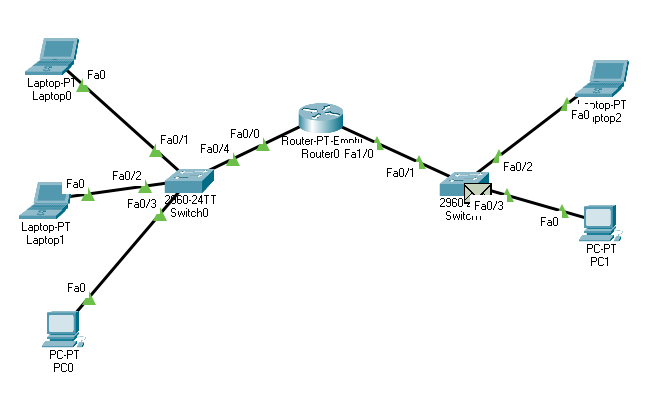 Fa0
Laptop-PT
Laptop0
Fa0/1
Fa0/4
Fa0/0
Router-PT-Empty
Router0
Fa1/0
Fa0/1
Fa0/2
Fa0
Laptop-PT
Laptop2
Fa0
Fa0/2
Fa0/3
2960-24TT
Switch0
Laptop-PT
Laptop1
Fa0/3
Fa0
PC-PT
PC1
Fa0
PC-PT
PC0